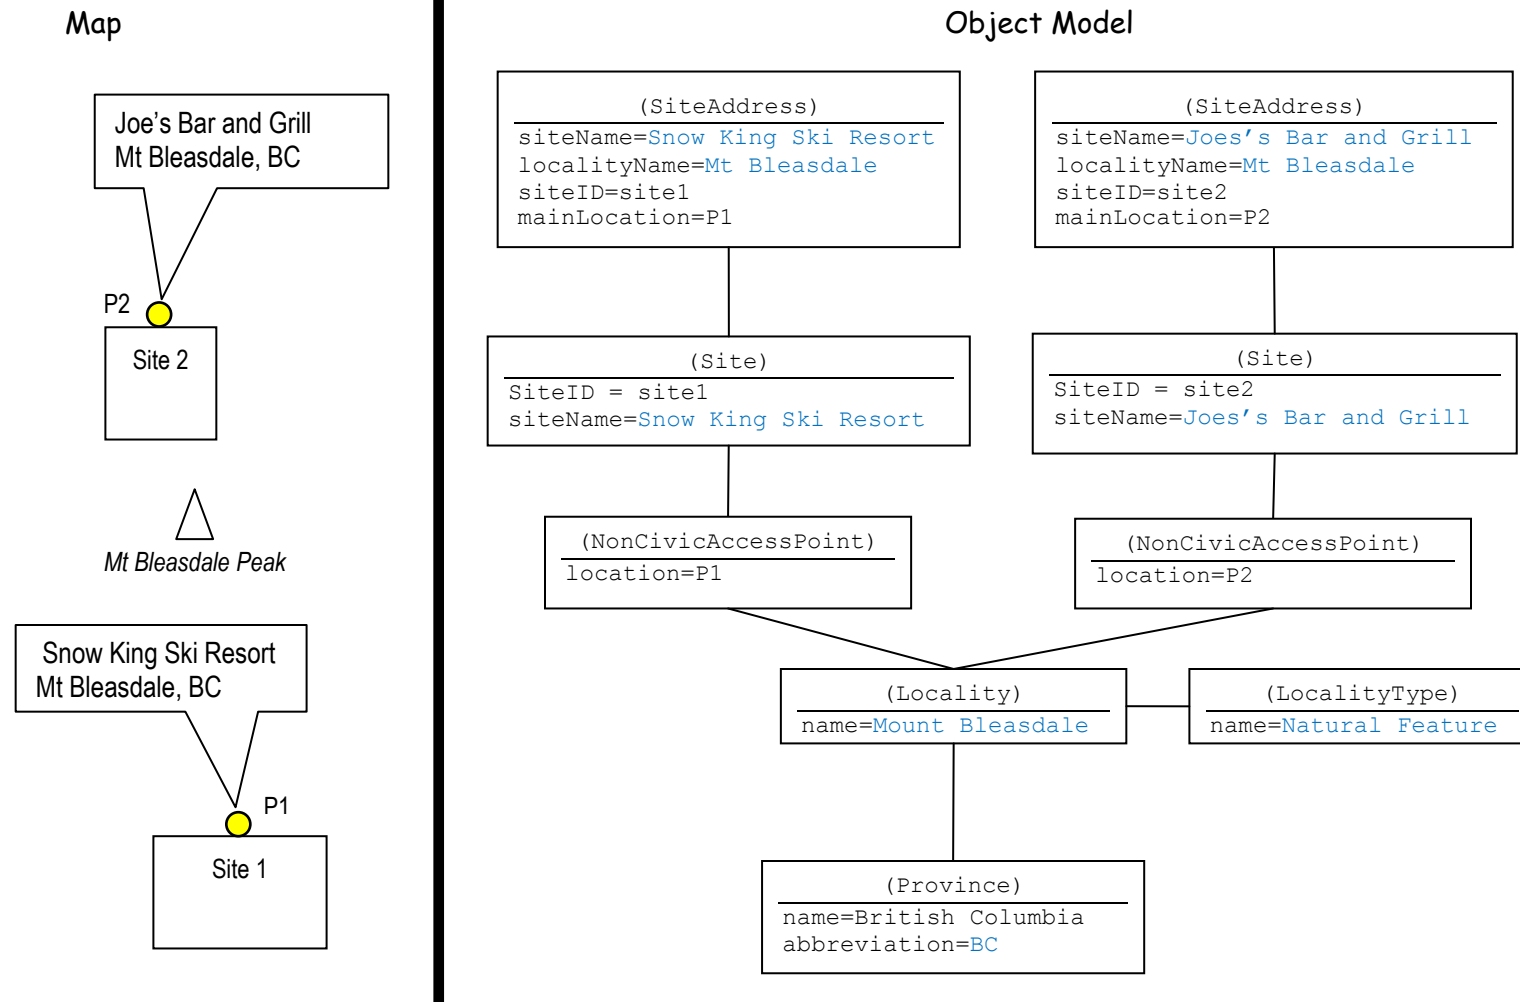 Map
Joe's Bar and Grill
Mt Bleasdale, BC
P2
Site 2
Mt Bleasdale Peak
Snow King Ski Resort
Mt Bleasdale, BC
P1
Site 1
Object Model
(SiteAddress)
siteName=Snow King Ski Resort
localityName=Mt Bleasdale
siteID=site1
mainLocation=P1
(SiteAddress)
siteName=Joes’s Bar and Grill
localityName=Mt Bleasdale
siteID=site2
mainLocation=P2
(Site)
SiteID = site1
siteName=Snow King Ski Resort
(Site)
SiteID = site2
siteName=Joes’s Bar and Grill
(NonCivicAccessPoint)
location=P1
(NonCivicAccessPoint)
location=P2
(Locality)
name=Mount Bleasdale
(LocalityType)
name=Natural Feature
(Province)
name=British Columbia
abbreviation=BC